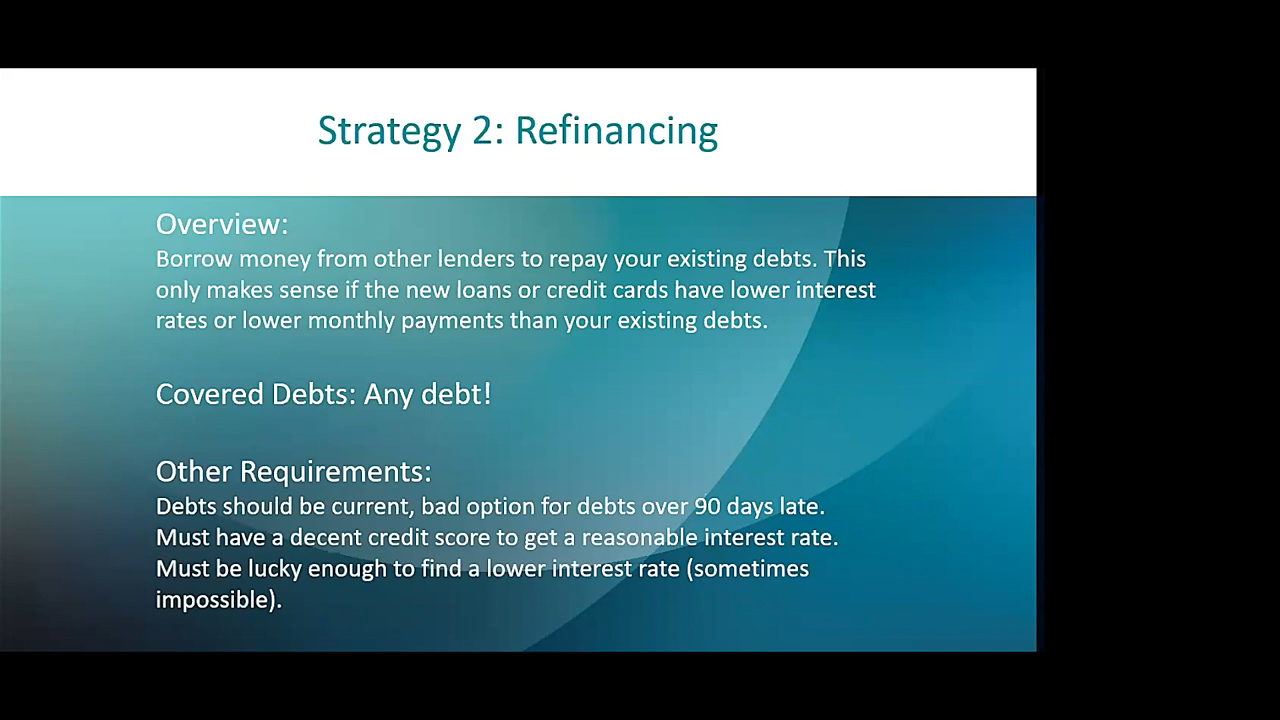 Strategy 2: Refinancing
Overview:
Borrow money from other lenders to repay your existing debts. This
only makes sense if the new loans or credit cards have lower interest
rates or lower monthly payments than your existing debts.
Covered Debts: Any debt!
Other Requirements:
Debts should be current, bad option for debts over 90 days late.
Must have a decent credit score to get a reasonable interest rate.
Must be lucky enough to find a lower interest rate (sometimes
impossible).